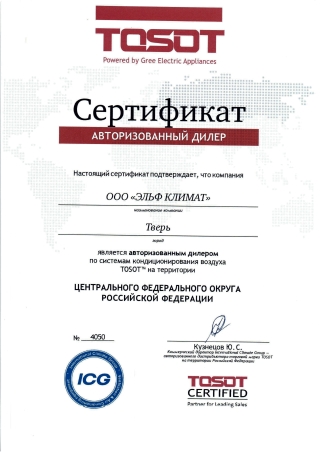 TOSOT
Powered by Gree Electric Appliances
Сертификат
АВТОРИЗОВАННЫЙ ДИЛЕР
Настоящий сертификат подтверждает, что компания
ООО «ЭЛЬФ КЛИМАТ»
наименование компании
Тверь
город
является авторизованным дилером
по системам кондиционирования воздуха
TOSOT™ на территории
ЦЕНТРАЛЬНОГО ФЕДЕРАЛЬНОГО ОКРУГА
РОССИЙСКОЙ ФЕДЕРАЦИИ
№ 4050
Кузнецов Ю. С.
Коммерческий директор International Climate Group —
авторизованного дистрибьютора торговой марки TOSOT
на территории Российской Федерации
ICG
TOSOT
CERTIFIED
Partner for Leading Sales